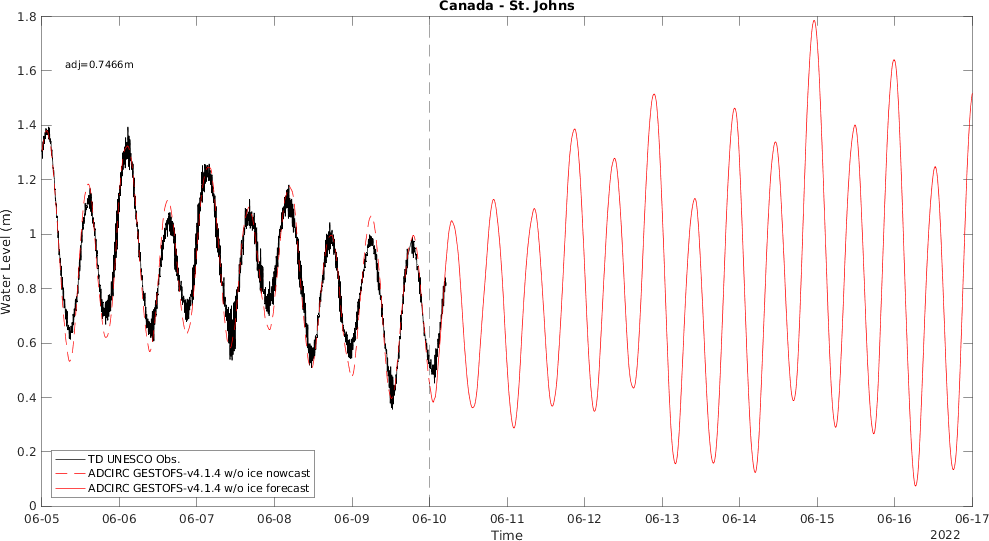 Canada - St. Johns
adj=0.7466m
Water Level (m)
1.8
1.6
1.4
1.2
1
0.8
0.6
0.4
0.2
0
TD UNESCO Obs.
ADCIRC GESTOFS-v4.1.4 w/o ice nowcast
ADCIRC GESTOFS-v4.1.4 w/o ice forecast
06-05 06-06 06-07 06-08 06-09 06-10 06-11 06-12 06-13 06-14 06-15 06-16 06-17
Time
2022